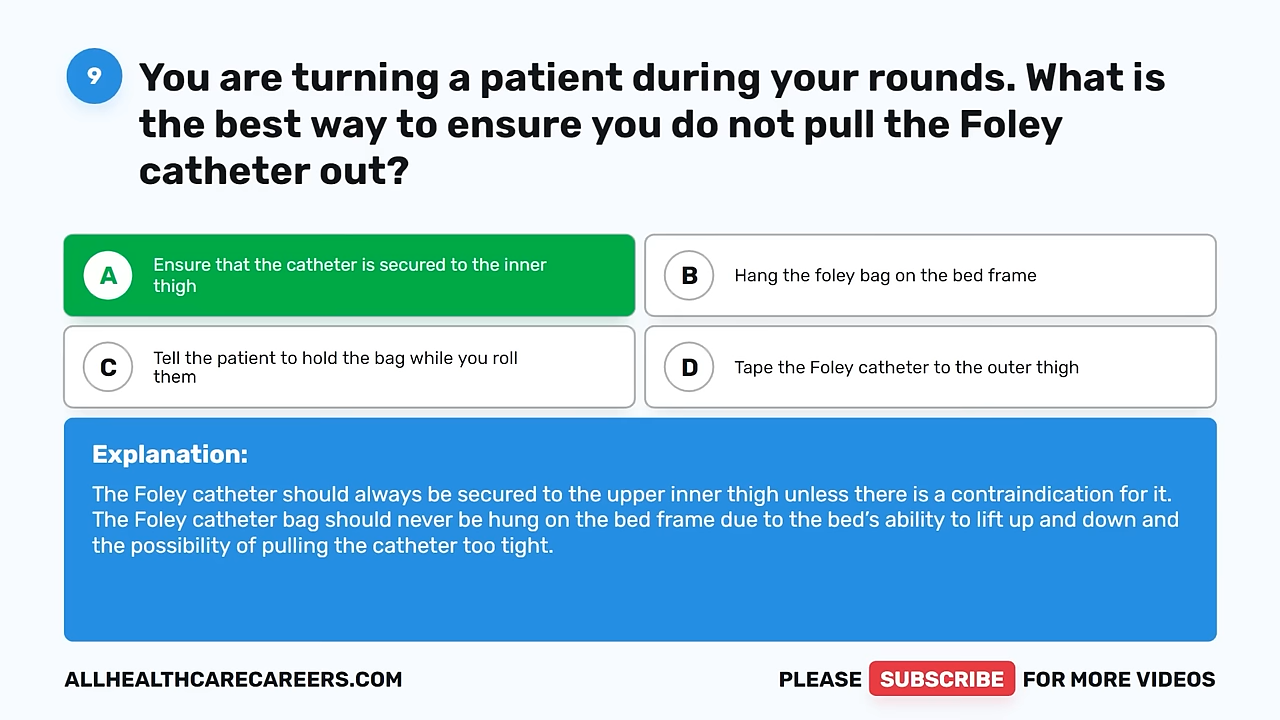 9
You are turning a patient during your rounds. What is
the best way to ensure you do not pull the Foley
catheter out?
A
Ensure that the catheter is secured to the inner
thigh
B
Hang the foley bag on the bed frame
C
Tell the patient to hold the bag while you roll
them
D
Tape the Foley catheter to the outer thigh
Explanation:
The Foley catheter should always be secured to the upper inner thigh unless there is a contraindication for it.
The Foley catheter bag should never be hung on the bed frame due to the bed’s ability to lift up and down and
the possibility of pulling the catheter too tight.
ALLHEALTHCARECAREERS.COM
PLEASE SUBSCRIBE FOR MORE VIDEOS